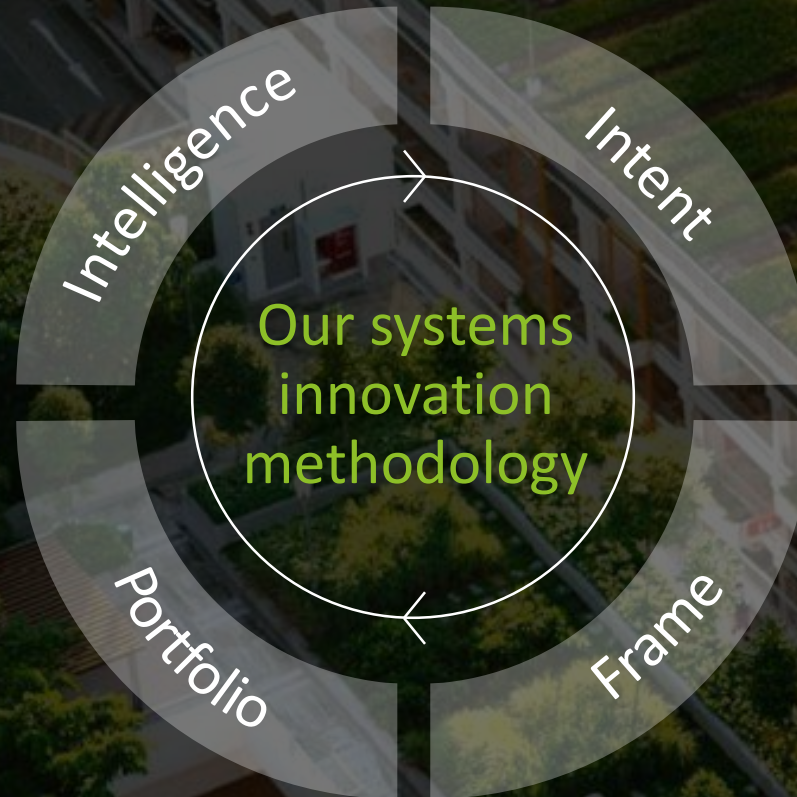 Intelligence
Intent
Our systems
innovation
methodology
Portfolio
Frame